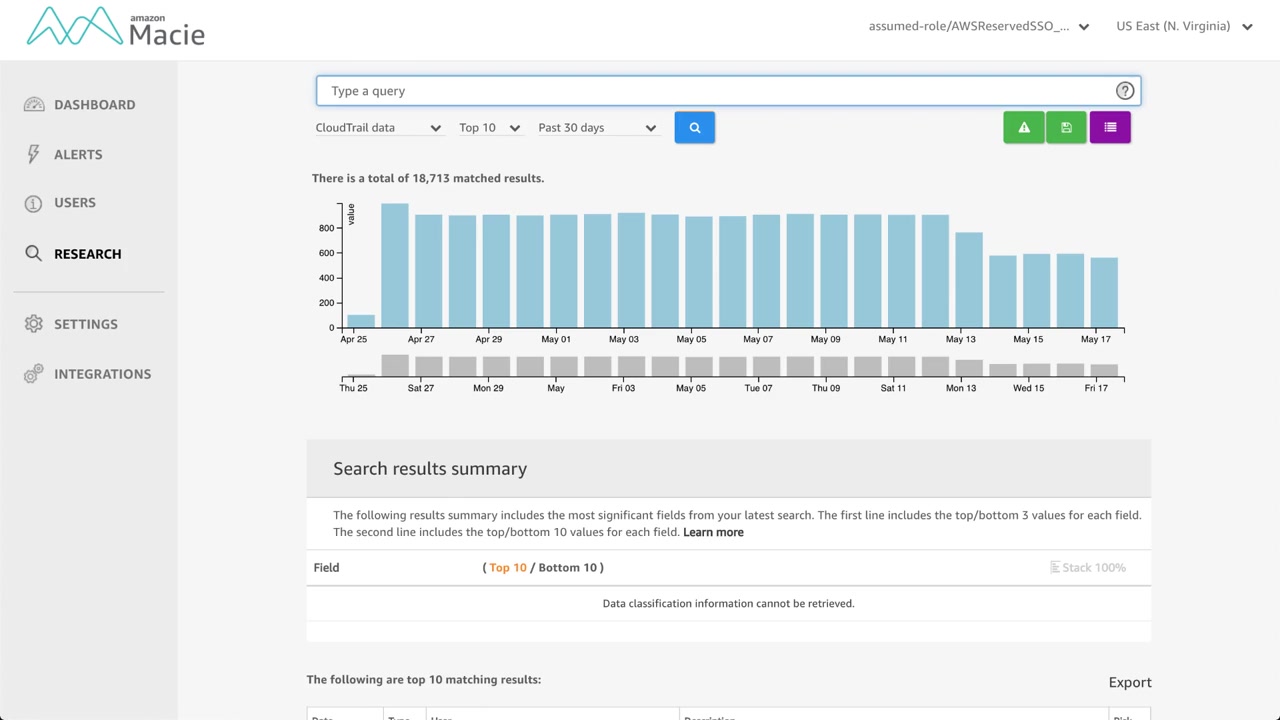 amazon
Macie
assumed-role/AWSReservedSSO_...
US East (N. Virginia)
DASHBOARD
ALERTS
USERS
RESEARCH
SETTINGS
INTEGRATIONS
Type a query
?
CloudTrail data
Top 10
Past 30 days
There is a total of 18,713 matched results.
value
800
600
400
200
0
Apr 25 Apr 27 Apr 29 May 01 May 03 May 05 May 07 May 09 May 11 May 13 May 15 May 17
Thu 25 Sat 27 Mon 29 May Fri 03 May 05 Tue 07 Thu 09 Sat 11 Mon 13 Wed 15 Fri 17
Search results summary
The following results summary includes the most significant fields from your latest search. The first line includes the top/bottom 3 values for each field.
The second line includes the top/bottom 10 values for each field. Learn more
Field ( Top 10 / Bottom 10 ) Stack 100%
Data classification information cannot be retrieved.
The following are top 10 matching results:
Export